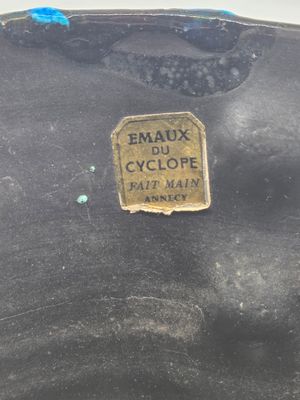 EMAUX
DU
CYCLOPE
FAIT MAIN
ANNECY